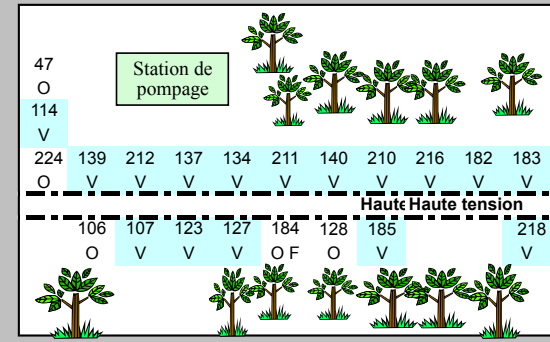 47
O
Station de
pompage
114
V
224 139 212 137 134 211 140 210 216 182 183
O V V V V V V V V V V
Haute Haute tension
106 107 123 127 184 128 185 218
O V V V O F O V V